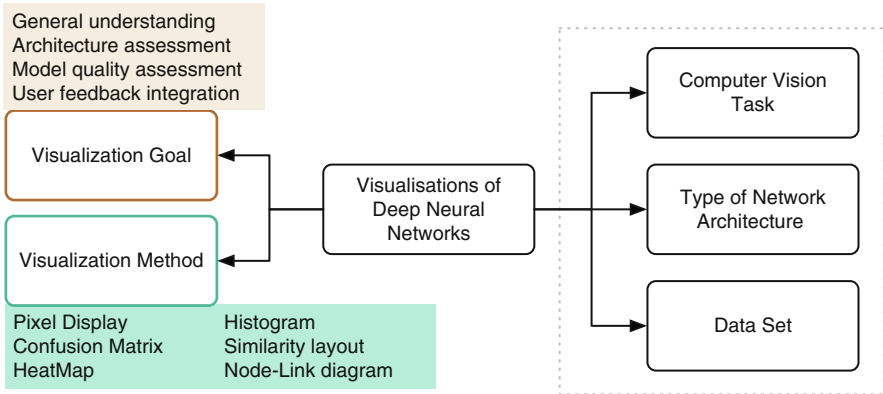 General understanding
Architecture assessment
Model quality assessment
User feedback integration
Visualization Goal
Visualization Method
Pixel Display
Confusion Matrix
HeatMap
Histogram
Similarity layout
Node-Link diagram
Visualisations of
Deep Neural
Networks
Computer Vision
Task
Type of Network
Architecture
Data Set